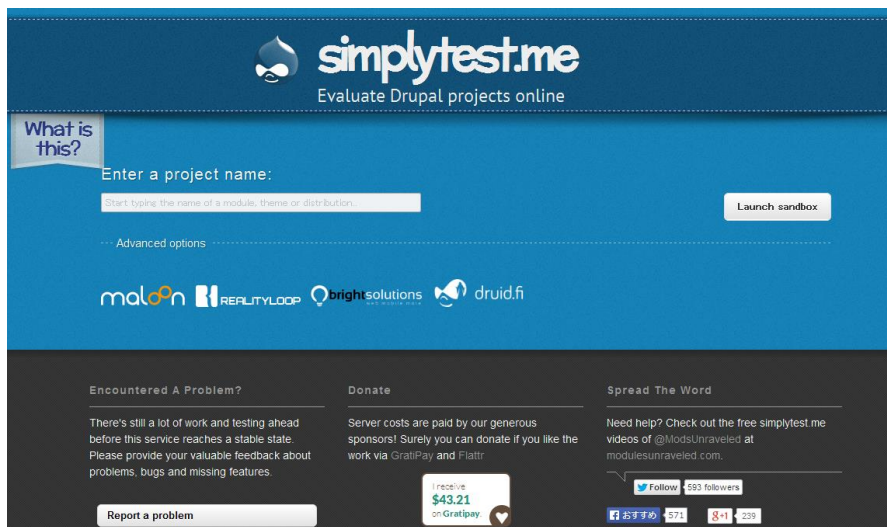 simplytest.me
Evaluate Drupal projects online
What is
this?
Enter a project name:
Start typing the name of a module, theme or distribution.
Launch sandbox
Advanced options
maloon
REALITYLOOP
brightsolutions
druid.fi
Encountered A Problem?
There's still a lot of work and testing ahead
before this service reaches a stable state.
Please provide your valuable feedback about
problems, bugs and missing features.
Report a problem
Donate
Server costs are paid by our generous
sponsors! Surely you can donate if you like the
work via GratiPay and Flattr
I receive
$43.21
on Gratipay.
Spread The Word
Need help? Check out the free simplytest.me
videos of @ModsUnraveled at
modulesunraveled.com.
Follow 593 followers
おすすめ 571 g+1 239